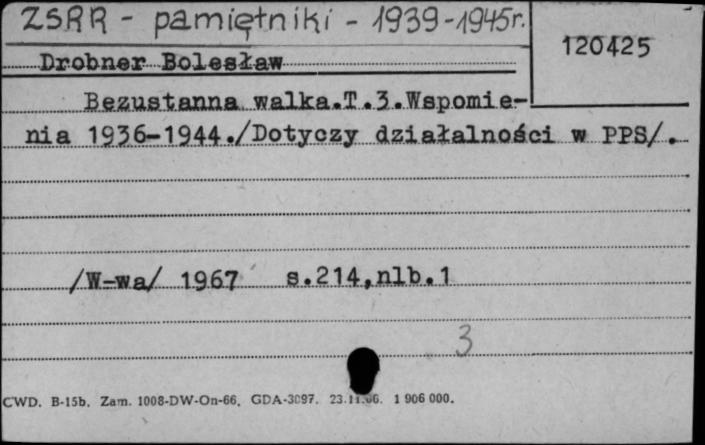 ZSRR - pamiętniki - 1939-1945r.
120425
Drobner Bolesław
Bezustanna walka.T.3.Wspomie-
nia 1936-1944./Dotyczy działalności w PPS/.
/W-wa/ 1967 s.214,nlb.1
3
CWD. B-15b. Zam. 1008-DW-On-66. GDA-3097. 23.11.66. 1 906 000.